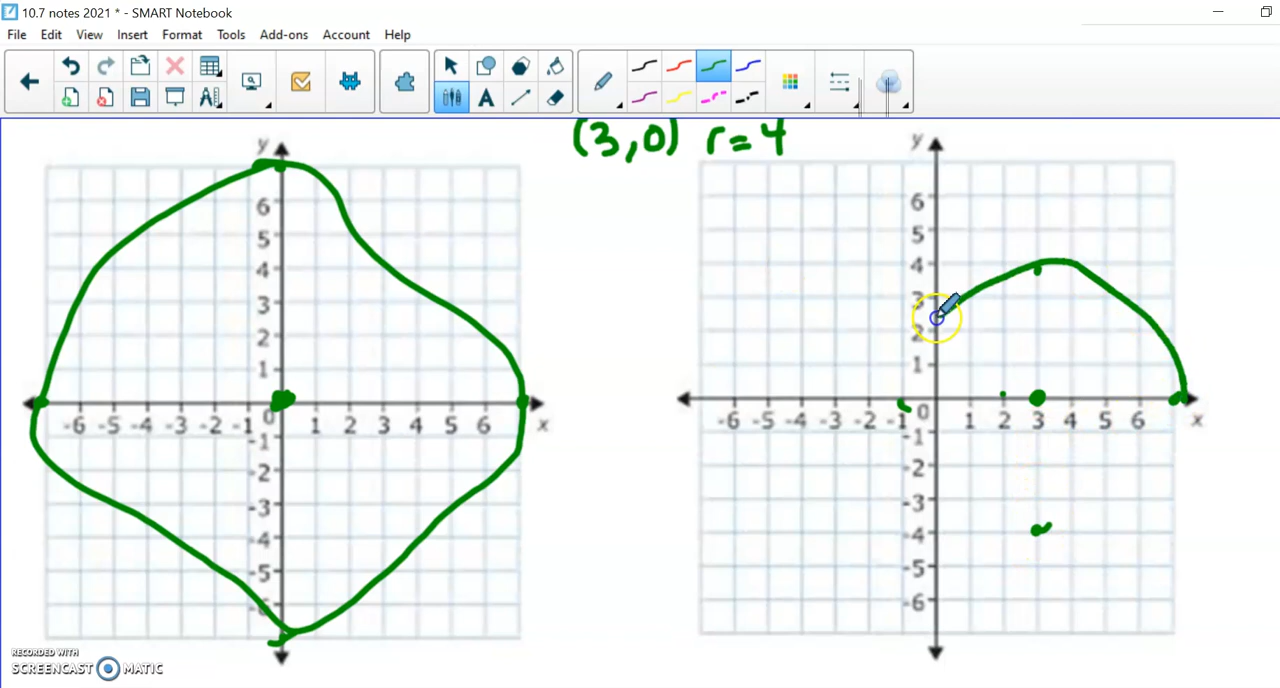 10.7 notes 2021 * - SMART Notebook
File Edit View Insert Format Tools Add-ons Account Help
(3,0) r=4
y
6
5
4
3
2
1
0
-6 -5 -4 -3 -2 -1 1 2 3 4 5 6
x
-1
-2
-3
-4
-5
-6
y
6
5
4
3
2
1
0
-6 -5 -4 -3 -2 -1 1 2 3 4 5 6
x
-1
-2
-3
-4
-5
-6
RECORDED WITH
SCREENCAST MATIC